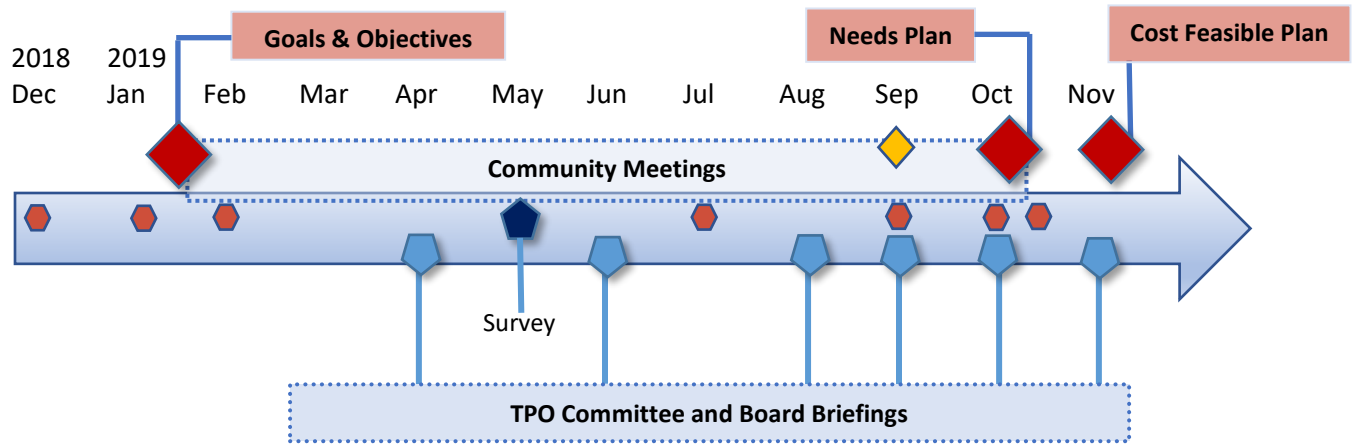 Goals & Objectives
Needs Plan
Cost Feasible Plan
2018 2019
Dec Jan Feb Mar Apr May Jun Jul Aug Sep Oct Nov
Community Meetings
Survey
TPO Committee and Board Briefings